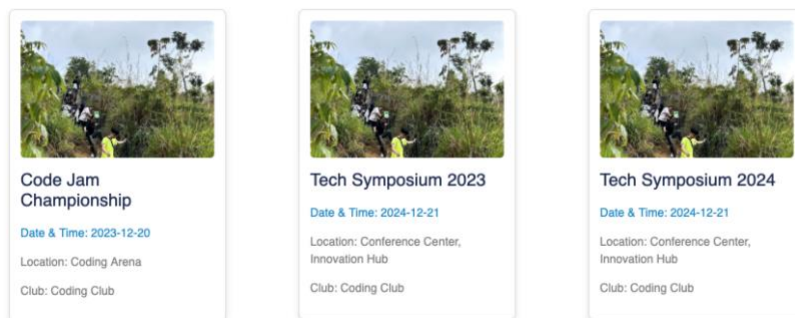 Code Jam
Championship
Date & Time: 2023-12-20
Location: Coding Arena
Club: Coding Club
Tech Symposium 2023
Date & Time: 2024-12-21
Location: Conference Center,
Innovation Hub
Club: Coding Club
Tech Symposium 2024
Date & Time: 2024-12-21
Location: Conference Center,
Innovation Hub
Club: Coding Club